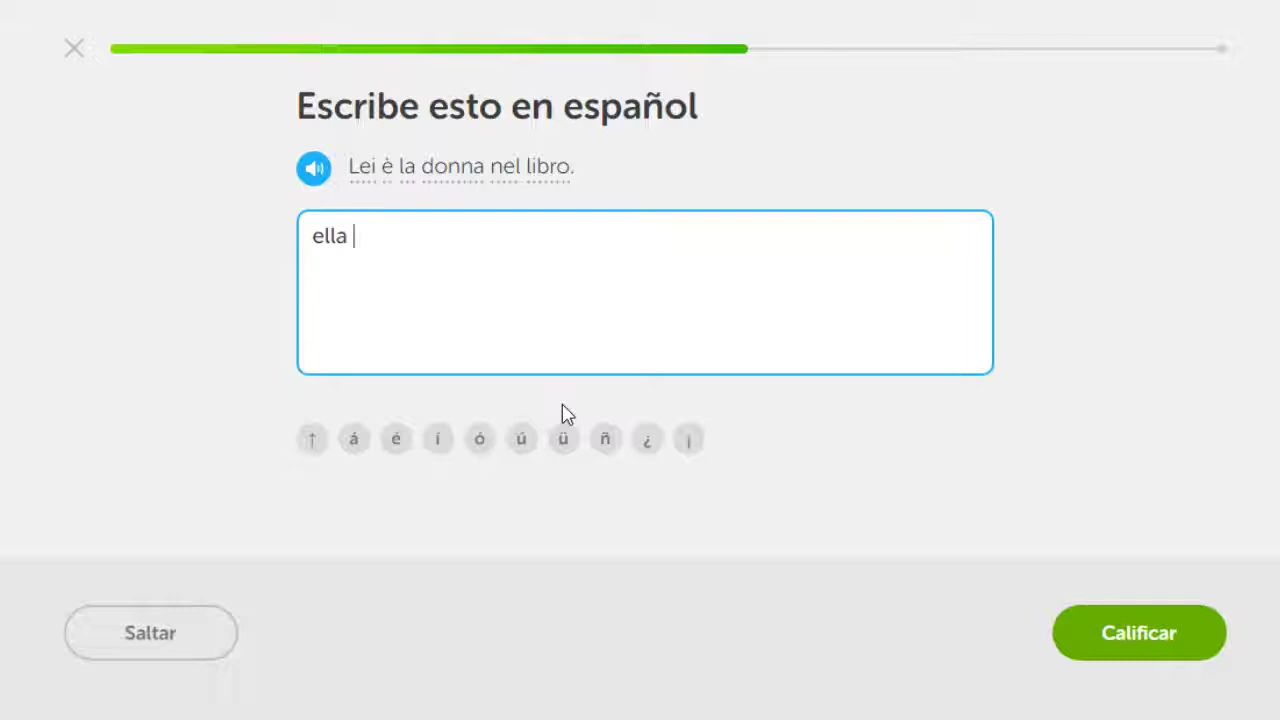 Escribe esto en español
Lei è la donna nel libro.
ella
↑ á é í ó ú ü ñ ¿ ¡
Saltar
Calificar